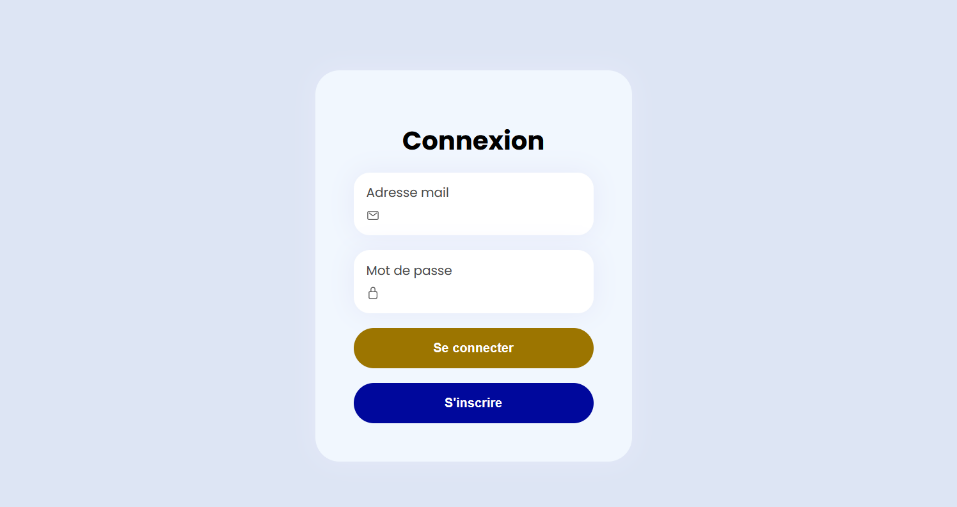 Connexion
Adresse mail
Mot de passe
Se connecter
S'inscrire